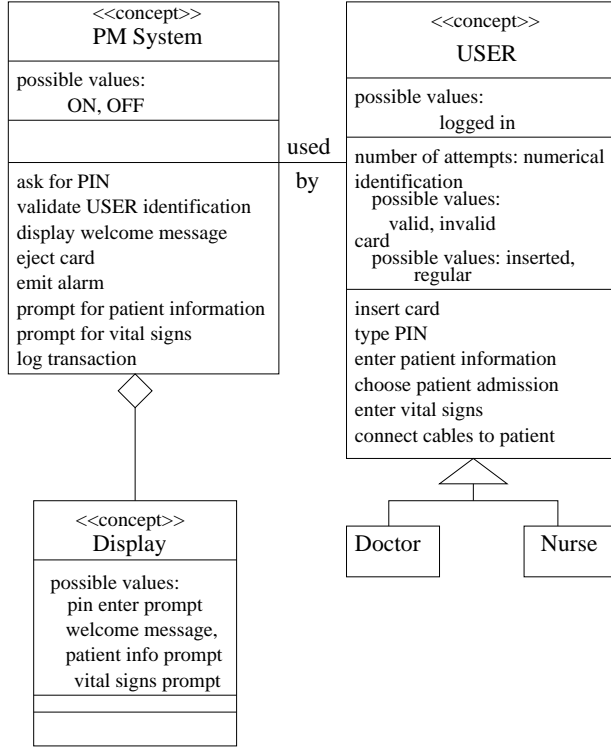 <<concept>>
PM System
possible values:
ON, OFF
ask for PIN
validate USER identification
display welcome message
eject card
emit alarm
prompt for patient information
prompt for vital signs
log transaction
used
by
<<concept>>
USER
possible values:
logged in
number of attempts: numerical
identification
possible values:
valid, invalid
card
possible values: inserted,
regular
insert card
type PIN
enter patient information
choose patient admission
enter vital signs
connect cables to patient
Doctor
Nurse
<<concept>>
Display
possible values:
pin enter prompt
welcome message,
patient info prompt
vital signs prompt